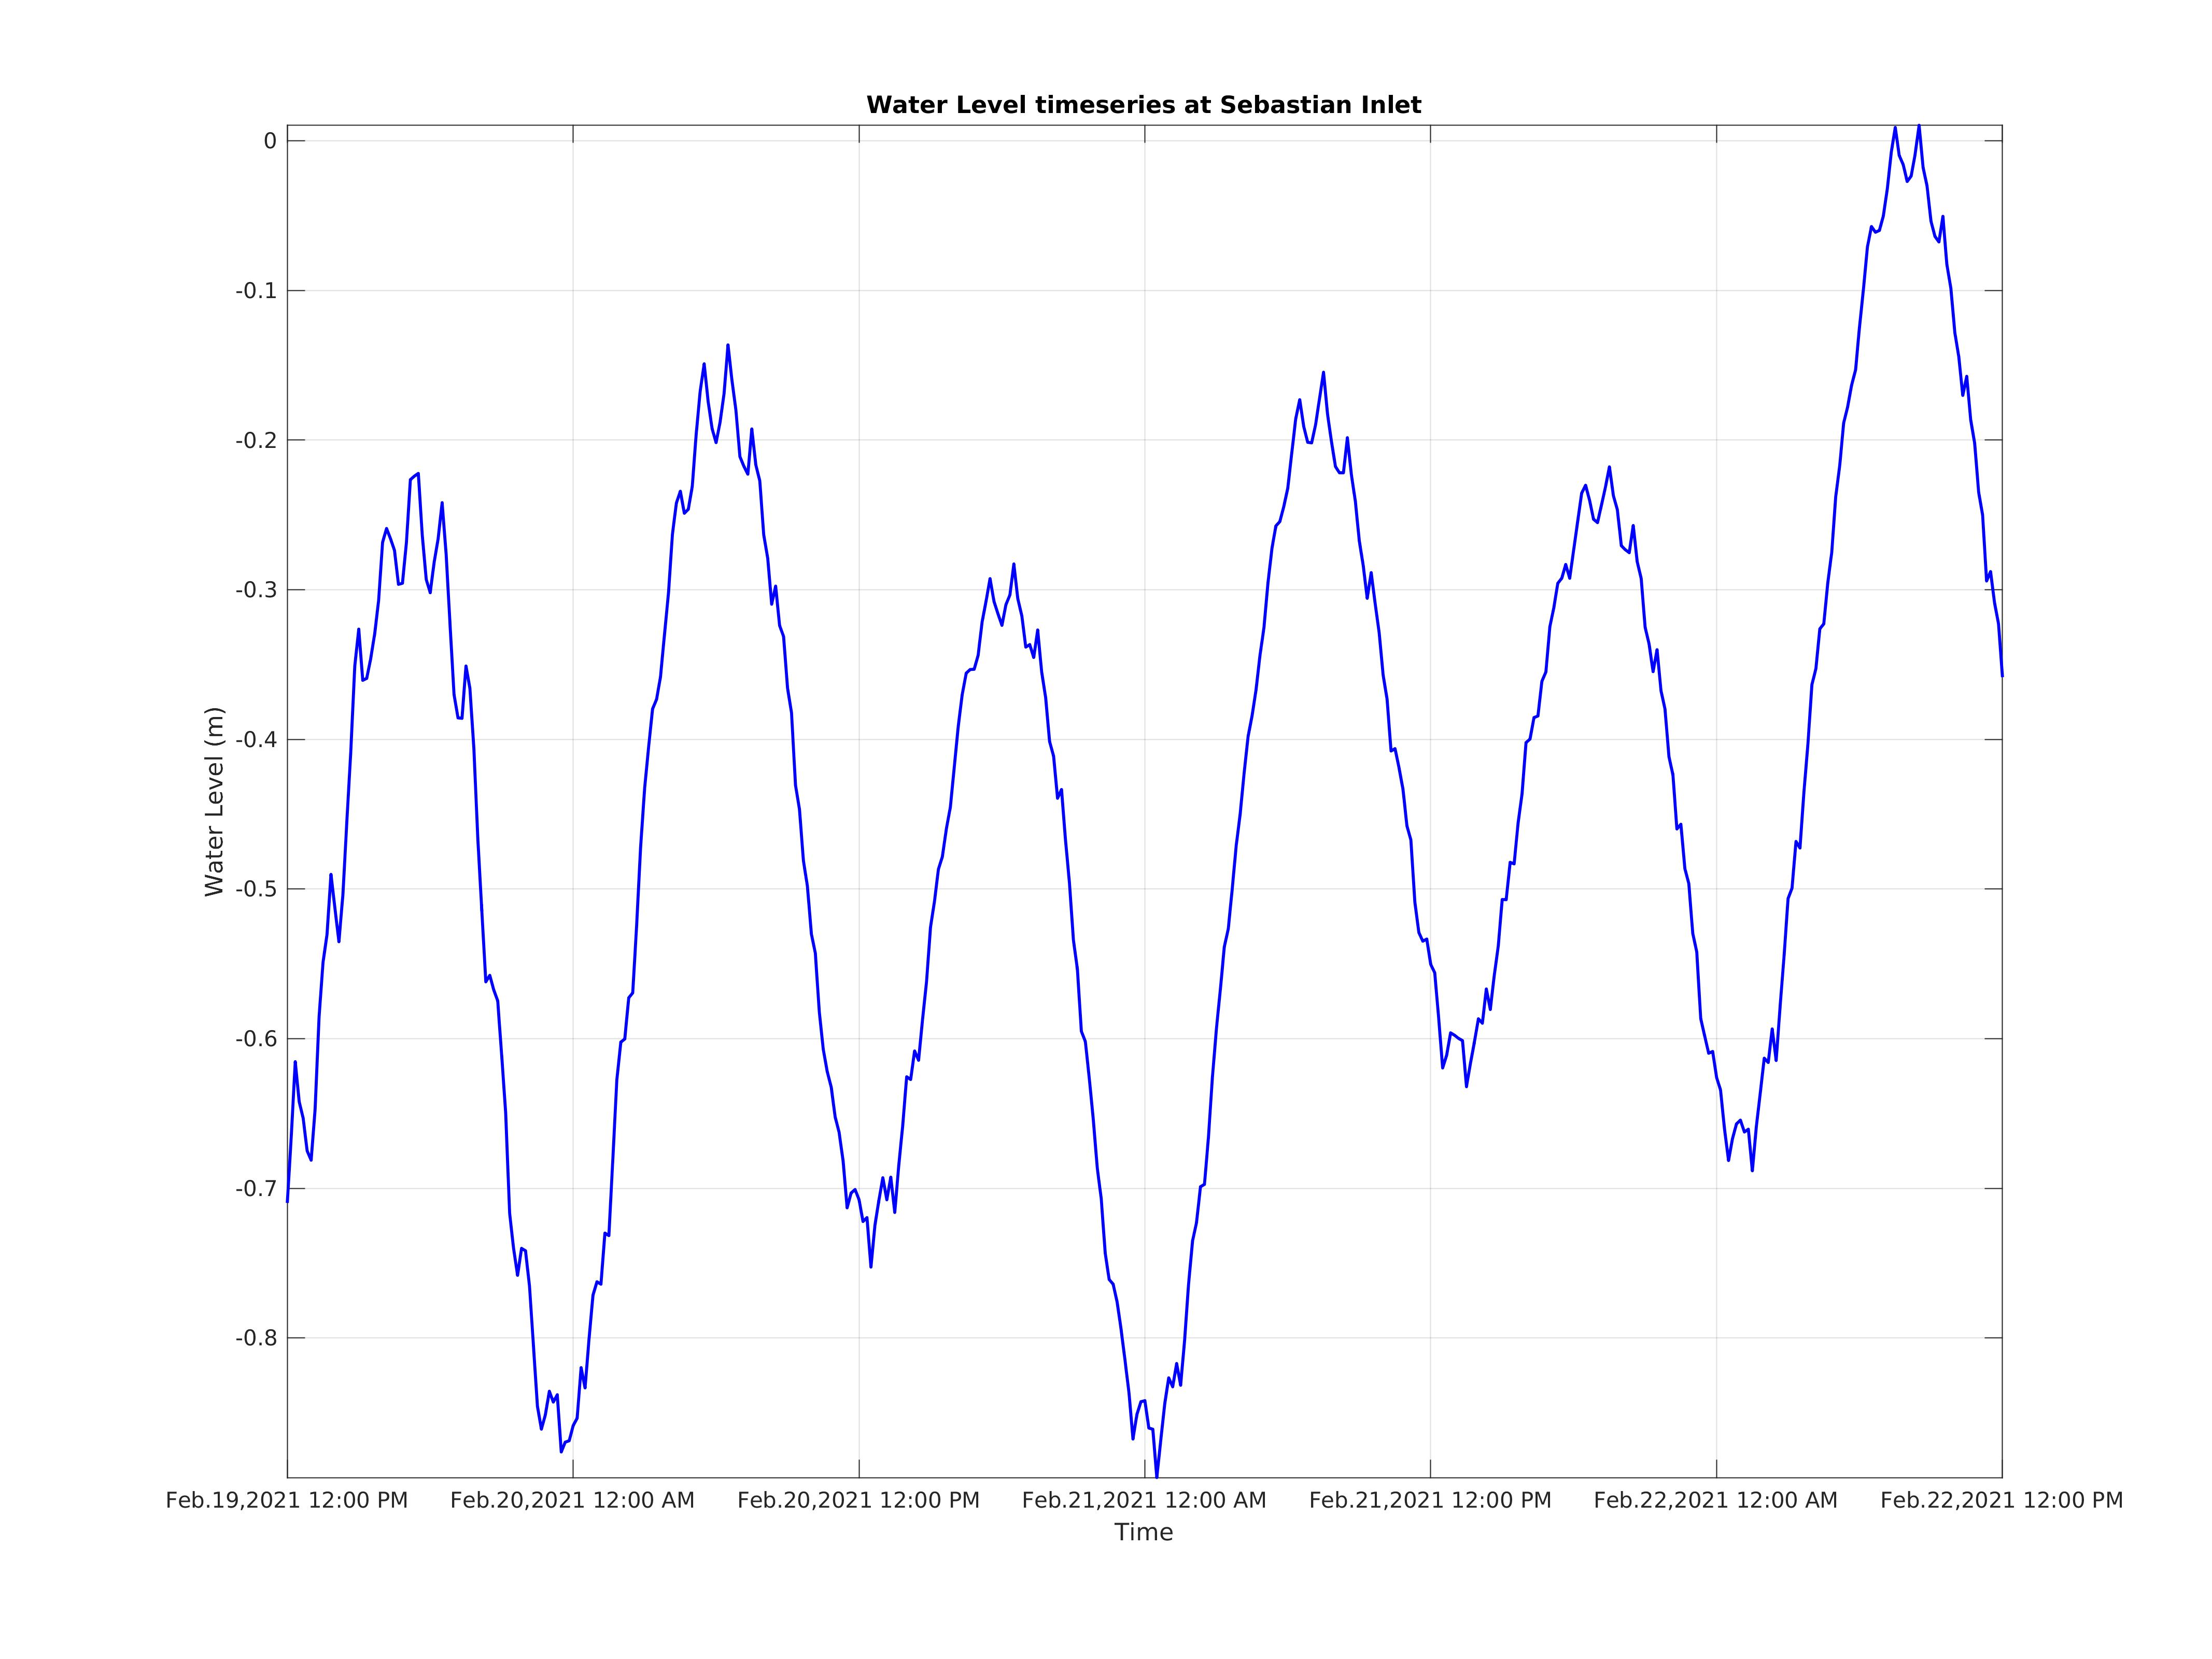 Water Level timeseries at Sebastian Inlet
0
-0.1
-0.2
-0.3
-0.4
-0.5
-0.6
-0.7
-0.8
Water Level (m)
Feb.19,2021 12:00 PM Feb.20,2021 12:00 AM Feb.20,2021 12:00 PM Feb.21,2021 12:00 AM Feb.21,2021 12:00 PM Feb.22,2021 12:00 AM Feb.22,2021 12:00 PM
Time